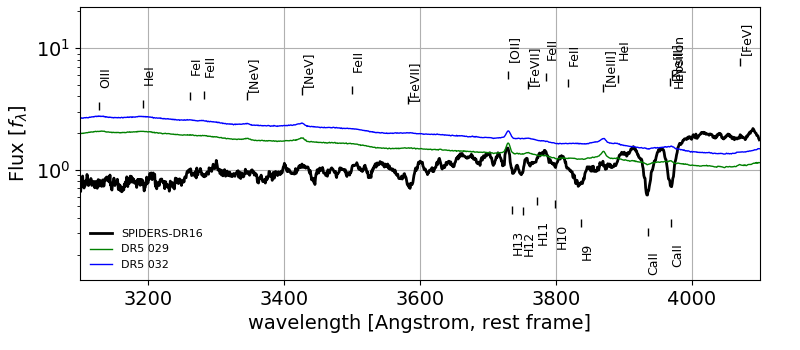 Flux [fλ]
10¹
10⁰
OIII
HeI
FeI
FeII
[NeV]
[NeV]
FeII
[FeVII]
[OII]
[FeVII]
FeII
FeII
[NeIII]
HeI
Hepsilon
[FeV]
SPIDERS-DR16
DR5 029
DR5 032
H13
H12
H11
H10
H9
CaII
CaII
3200
3400
3600
3800
4000
wavelength [Angstrom, rest frame]